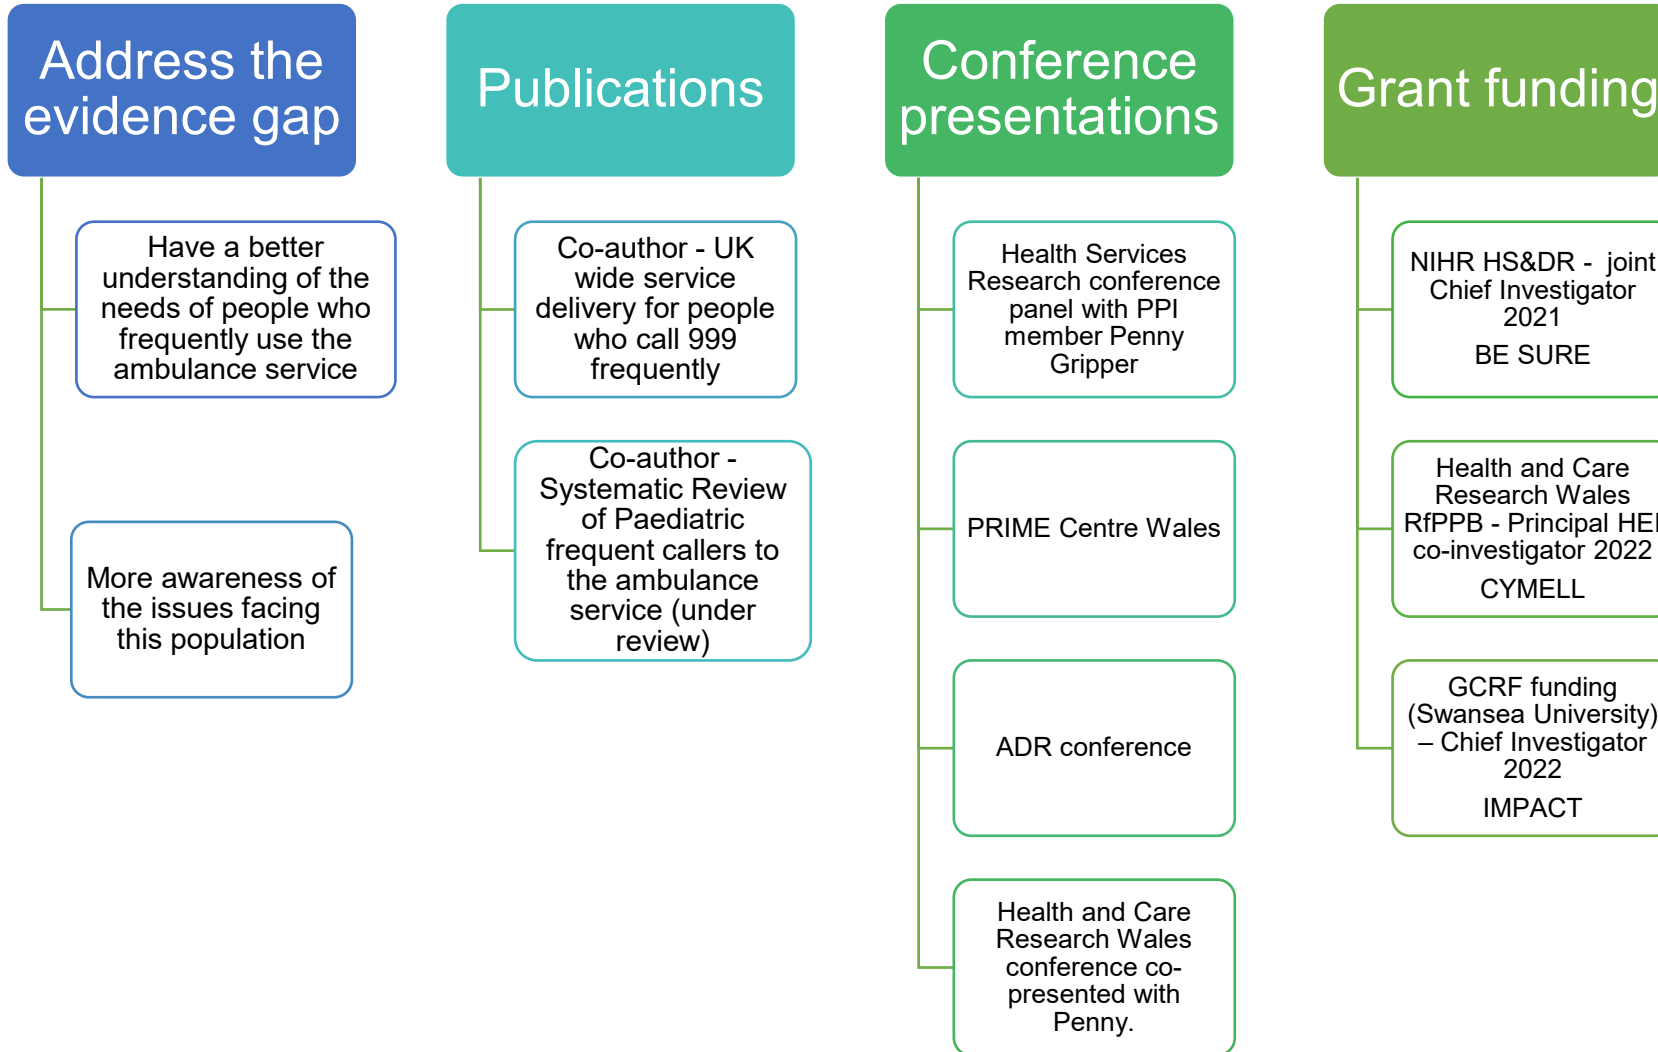 Address the
evidence gap
Have a better
understanding of the
needs of people who
frequently use the
ambulance service
More awareness of
the issues facing
this population
Publications
Co-author - UK
wide service
delivery for people
who call 999
frequently
Co-author -
Systematic Review
of Paediatric
frequent callers to
the ambulance
service (under
review)
Conference
presentations
Health Services
Research conference
panel with PPI
member Penny
Gripper
PRIME Centre Wales
ADR conference
Health and Care
Research Wales
conference co-
presented with
Penny.
Grant funding
NIHR HS&DR - joint
Chief Investigator
2021
BE SURE
Health and Care
Research Wales
RfPPB - Principal
co-investigator 2022
CYMELL
GCRF funding
(Swansea University)
– Chief Investigator
2022
IMPACT